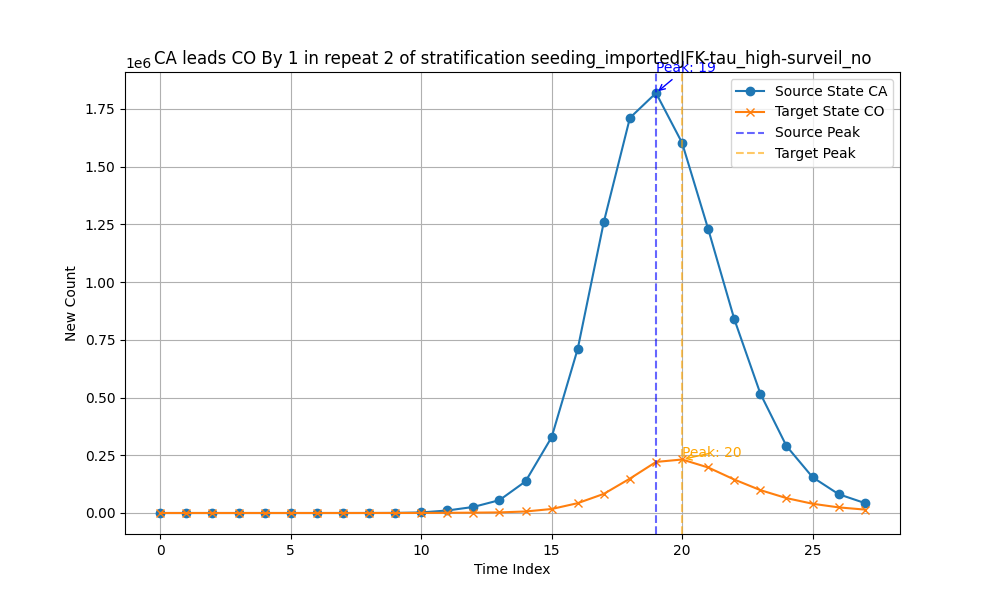 CA leads CO By 1 in repeat 2 of stratification seeding_importedJFK-tau_high-surveil_no
1e6
Peak: 19
Source State CA
Target State CO
Source Peak
Target Peak
1.75
1.50
1.25
1.00
0.75
0.50
0.25
0.00
Peak: 20
New Count
0
5
10
15
20
25
Time Index